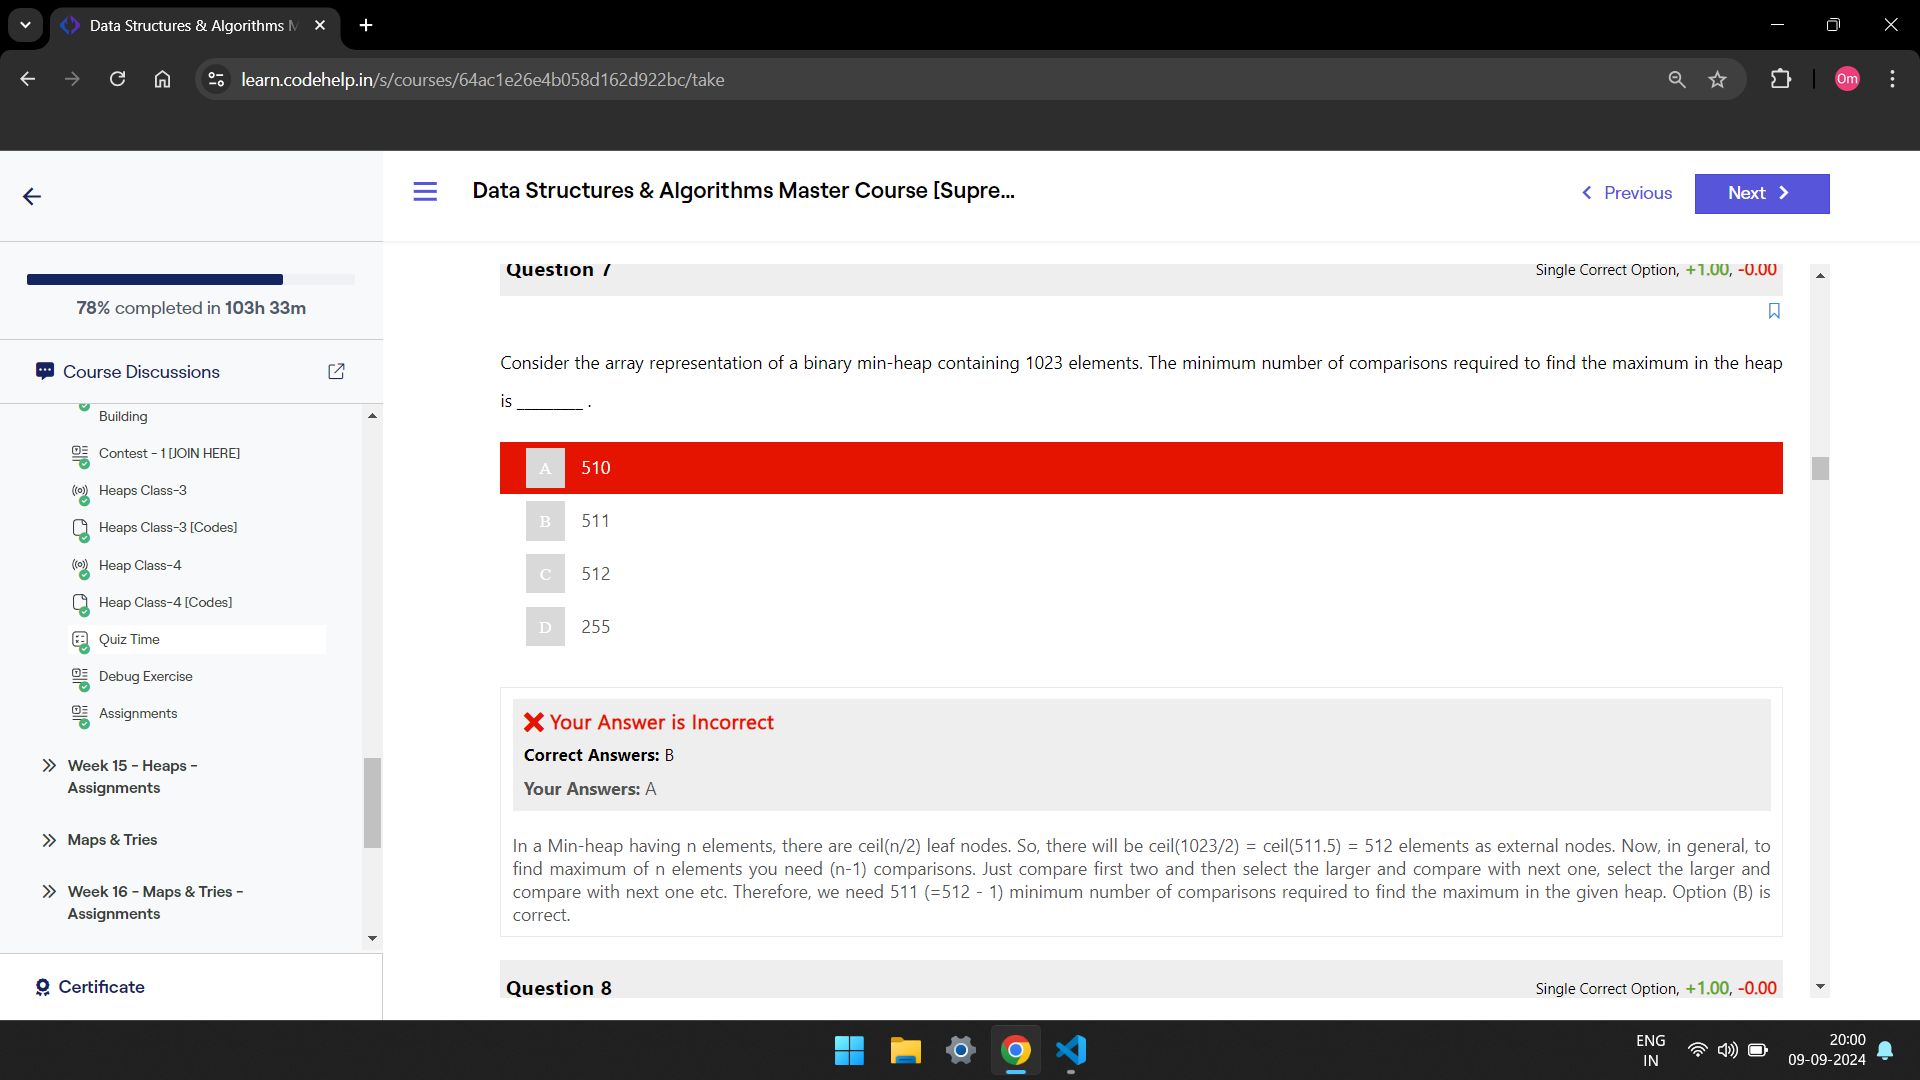 Data Structures & Algorithms M
learn.codehelp.in/s/courses/64ac1e26e4b058d162d922bc/take
Om
Data Structures & Algorithms Master Course [Supre...
Previous
Next
78% completed in 103h 33m
Course Discussions
Building
Contest - 1 [JOIN HERE]
Heaps Class-3
Heaps Class-3 [Codes]
Heap Class-4
Heap Class-4 [Codes]
Quiz Time
Debug Exercise
Assignments
Week 15 - Heaps -
Assignments
Maps & Tries
Week 16 - Maps & Tries -
Assignments
Certificate
Question 7
Single Correct Option, +1.00, -0.00
Consider the array representation of a binary min-heap containing 1023 elements. The minimum number of comparisons required to find the maximum in the heap
is ________ .
A 510
B 511
C 512
D 255
Your Answer is Incorrect
Correct Answers: B
Your Answers: A
In a Min-heap having n elements, there are ceil(n/2) leaf nodes. So, there will be ceil(1023/2) = ceil(511.5) = 512 elements as external nodes. Now, in general, to
find maximum of n elements you need (n-1) comparisons. Just compare first two and then select the larger and compare with next one, select the larger and
compare with next one etc. Therefore, we need 511 (=512 - 1) minimum number of comparisons required to find the maximum in the given heap. Option (B) is
correct.
Question 8
Single Correct Option, +1.00, -0.00
ENG
IN
20:00
09-09-2024